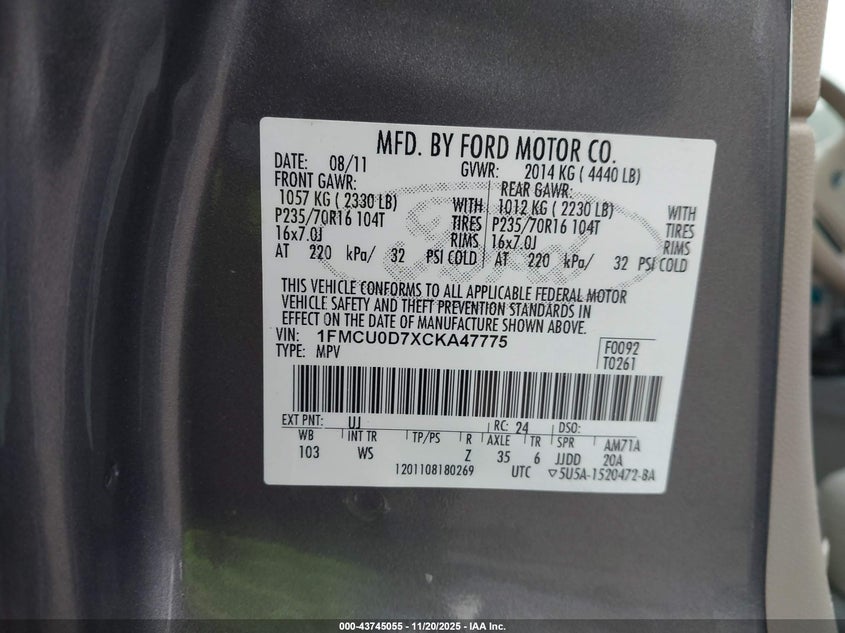 MFD. BY FORD MOTOR CO.
DATE: 08/11 GVWR: 2014 KG ( 4440 LB)
FRONT GAWR: REAR GAWR:
1057 KG ( 2330 LB) WITH 1012 KG ( 2230 LB) WITH
P235/70R16 104T TIRES P235/70R16 104T TIRES
16x7.0J RIMS 16x7.0J RIMS
AT 220 kPa/ 32 PSI COLD AT 220 kPa/ 32 PSI COLD
Ford
THIS VEHICLE CONFORMS TO ALL APPLICABLE FEDERAL MOTOR
VEHICLE SAFETY AND THEFT PREVENTION STANDARDS IN
EFFECT ON THE DATE OF MANUFACTURE SHOWN ABOVE.
VIN: 1FMCU0D7XCKA47775
TYPE: MPV
F0092
T0261
EXT PNT: UJ RC: 24 DSO:
WB INT TR TP/PS R AXLE TR SPR AM71A
103 WS Z 35 6 JJDD 20A
1201108180269 UTC ▽5U5A-1520472-BA
000-43745055 - 11/20/2025 - IAA Inc.